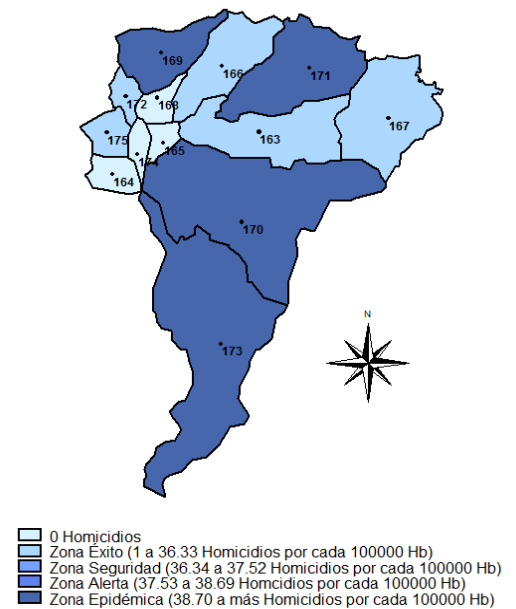 169
166
171
172
168
167
175
163
174
165
164
170
N
173
0 Homicidios
Zona Éxito (1 a 36.33 Homicidios por cada 100000 Hb)
Zona Seguridad (36.34 a 37.52 Homicidios por cada 100000 Hb)
Zona Alerta (37.53 a 38.69 Homcidios por cada 100000 Hb)
Zona Epidémica (38.70 a más Homicidios por cada 100000 Hb)